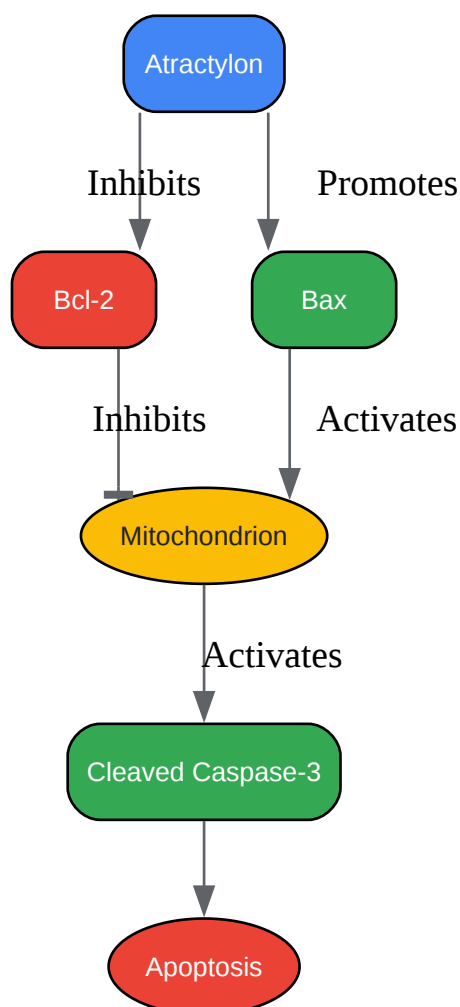 Atractylon
Inhibits
Promotes
Bcl-2
Bax
Inhibits
Activates
Mitochondrion
Activates
Cleaved Caspase-3
Apoptosis